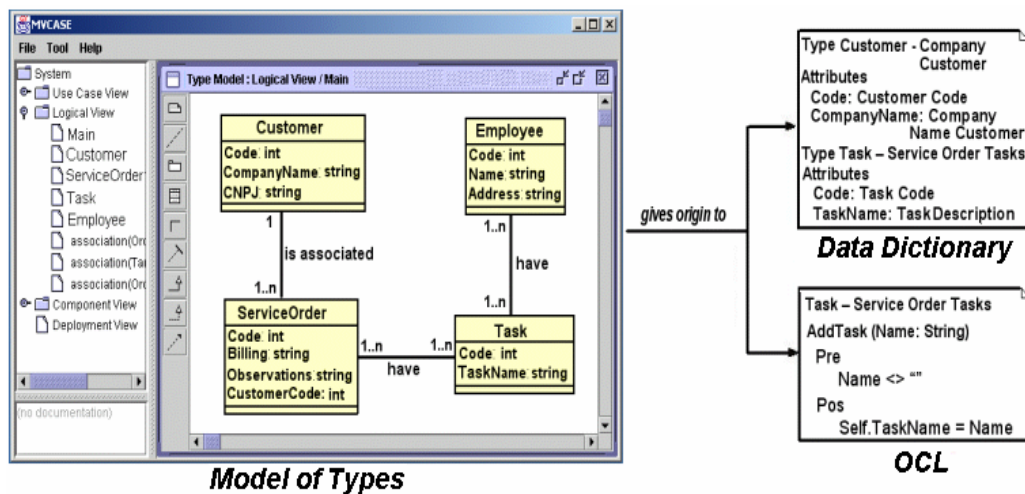 MVCASE
File Tool Help
System
Use Case View
Logical View
Main
Customer
ServiceOrder
Task
Employee
association(Ord
association(Tas
association(Ord
Component View
Deployment View
(no documentation)
Type Model : Logical View / Main
Customer
Code: int
CompanyName: string
CNPJ: string
1
is associated
1..n
ServiceOrder
Code: int
Billing: string
Observations: string
CustomerCode: int
1..n
have
1..n
Employee
Code: int
Name: string
Address: string
1..n
have
1..n
Task
Code: int
TaskName: string
Model of Types
gives origin to
Type Customer - Company
Customer
Attributes
Code: Customer Code
CompanyName: Company
Name Customer
Type Task – Service Order Tasks
Attributes
Code: Task Code
TaskName: TaskDescription
Data Dictionary
Task – Service Order Tasks
AddTask (Name: String)
Pre
Name <> “”
Pos
Self.TaskName = Name
OCL